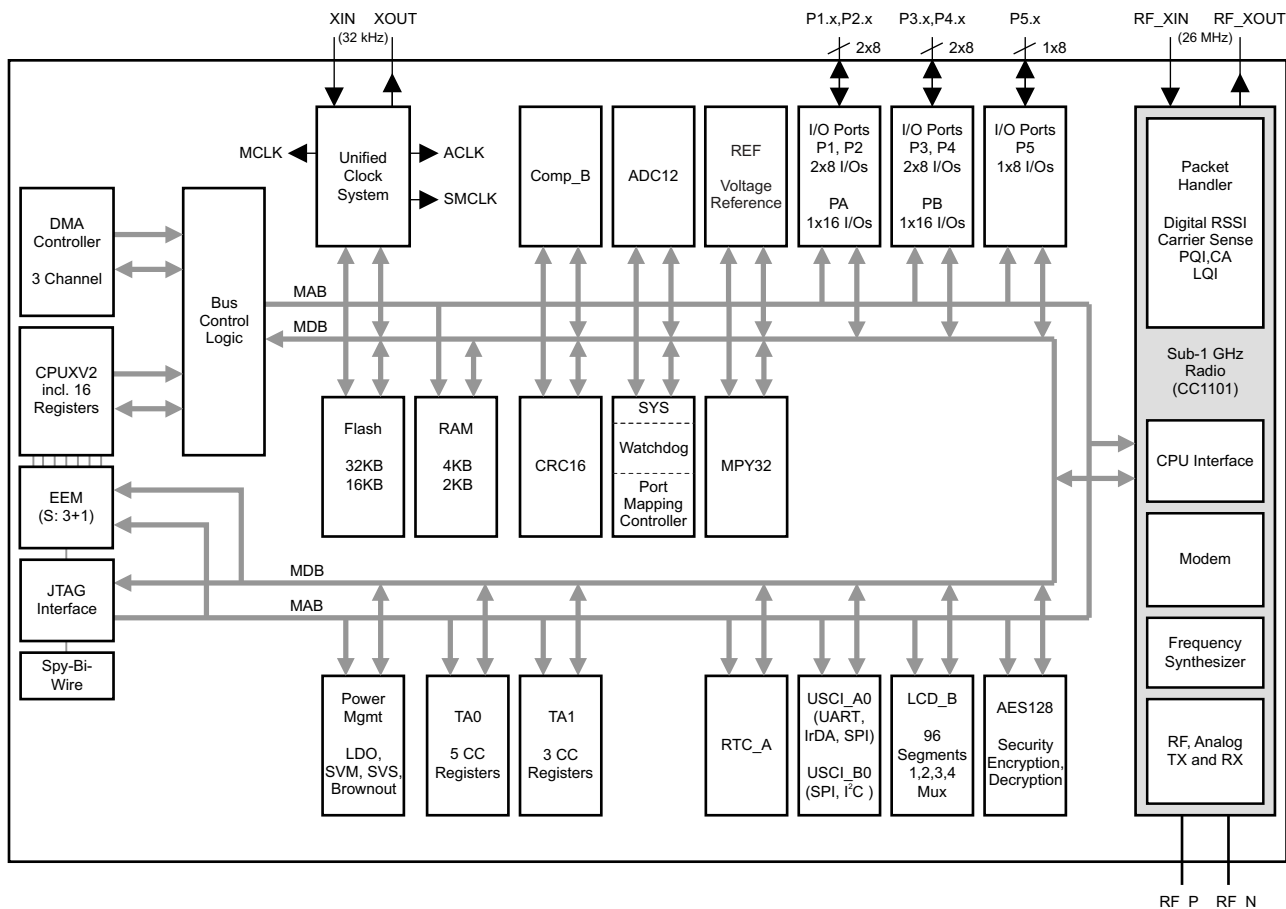 XIN XOUT
(32 kHz)
P1.x,P2.x
2x8
P3.x,P4.x
2x8
P5.x
1x8
RF_XIN RF_XOUT
(26 MHz)
MCLK
Unified
Clock
System
ACLK
SMCLK
Comp_B
ADC12
REF
Voltage
Reference
I/O Ports
P1, P2
2x8 I/Os
PA
1x16 I/Os
I/O Ports
P3, P4
2x8 I/Os
PB
1x16 I/Os
I/O Ports
P5
1x8 I/Os
Packet
Handler
Digital RSSI
Carrier Sense
PQI,CA
LQI
DMA
Controller
3 Channel
Bus
Control
Logic
MAB
MDB
CPUXV2
incl. 16
Registers
Sub-1 GHz
Radio
(CC1101)
Flash
32KB
16KB
RAM
4KB
2KB
CRC16
SYS
Watchdog
Port
Mapping
Controller
MPY32
CPU Interface
EEM
(S: 3+1)
Modem
JTAG
Interface
MDB
MAB
Spy-Bi-
Wire
Frequency
Synthesizer
Power
Mgmt
LDO,
SVM, SVS,
Brownout
TA0
5 CC
Registers
TA1
3 CC
Registers
RTC_A
USCI_A0
(UART,
IrDA, SPI)
USCI_B0
(SPI, I²C )
LCD_B
96
Segments
1,2,3,4
Mux
AES128
Security
Encryption,
Decryption
RF, Analog
TX and RX
RF_P RF_N